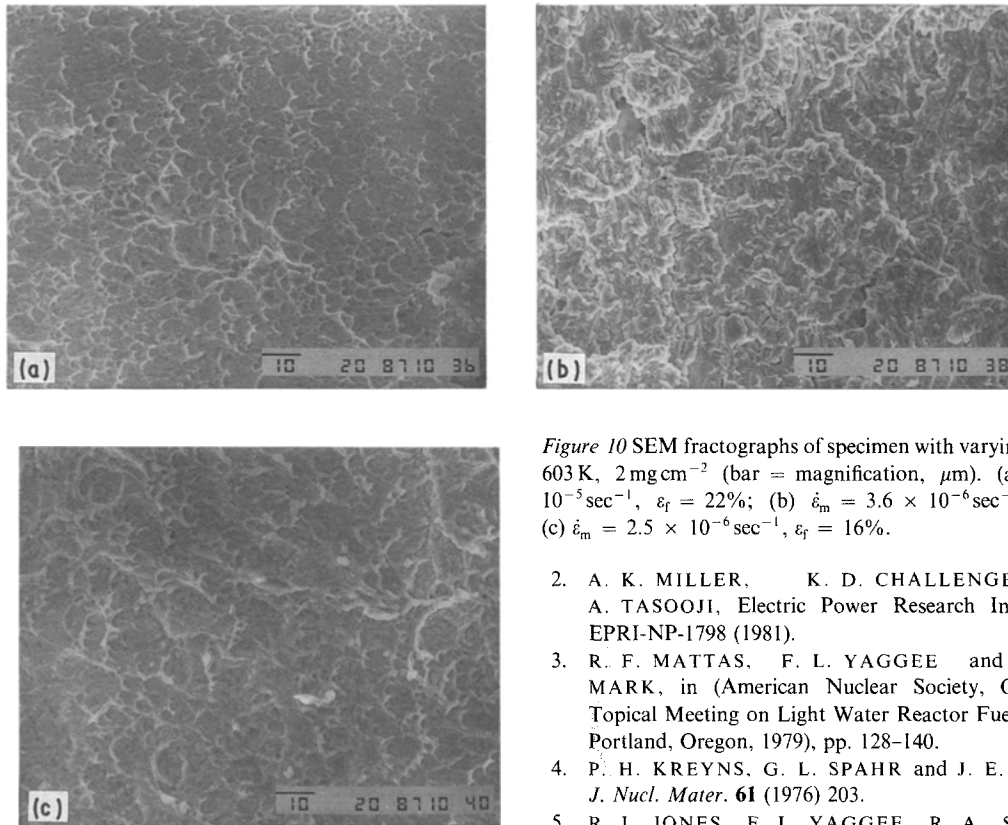 (a)
10 20 8710 36
(b)
10 20 8710 38
(c)
10 20 8710 40
Figure 10 SEM fractographs of specimen with
603 K, 2 mg cm⁻² (bar = magnification, μm).
10⁻⁵ sec⁻¹, ε_f = 22%; (b) ε̇_m = 3.6 × 10⁻⁶ sec⁻
(c) ε̇_m = 2.5 × 10⁻⁶ sec⁻¹, ε_f = 16%.
2. A. K. MILLER, K. D. CHALLENGE
A. TASOOJI, Electric Power Research In
EPRI-NP-1798 (1981).
3. R. F. MATTAS, F. L. YAGGEE and
MARK, in (American Nuclear Society,
Topical Meeting on Light Water Reactor Fue
Portland, Oregon, 1979), pp. 128–140.
4. P. H. KREYNS, G. L. SPAHR and J. E.
J. Nucl. Mater. 61 (1976) 203.